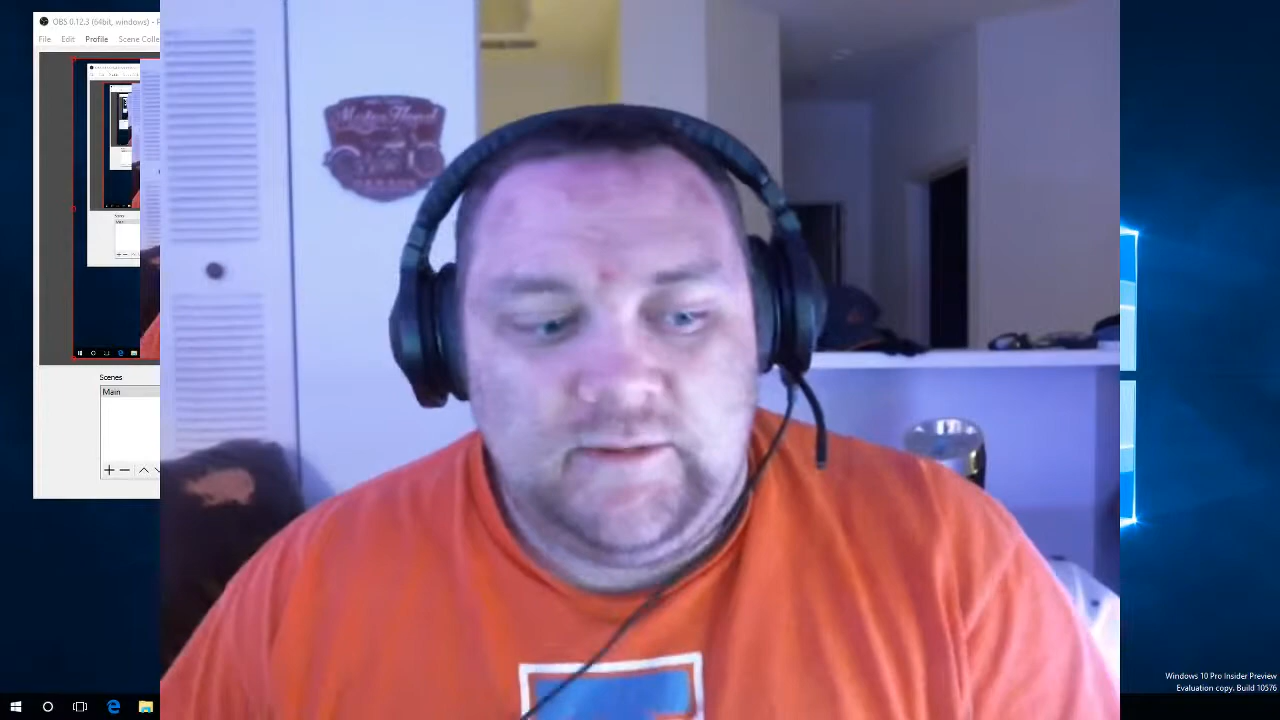 OBS 0.12.3 (64bit, windows) - P
File Edit Profile Scene Colle
Scenes
Main
Windows 10 Pro Insider Preview
Evaluation copy. Build 10576